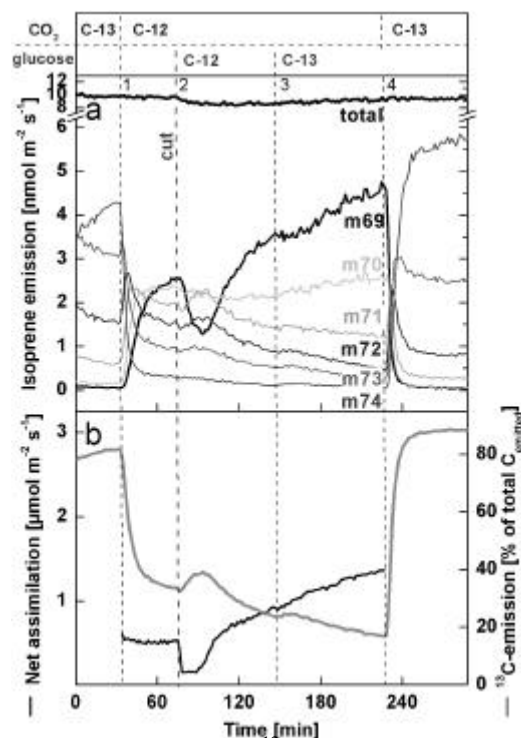 CO2 C-13 C-12 C-13
glucose C-12 C-13
1 2 3 4
12
10
8
a
total
cut
6
5
4
3
2
1
0
m69
m70
m71
m72
m73
m74
Isoprene emission [nmol m-2 s-1]
b
3
2
1
80
60
40
20
0
— Net assimilation [µmol m-2 s-1]
— 13C-emission [% of total Cemitted]
0 60 120 180 240
Time [min]